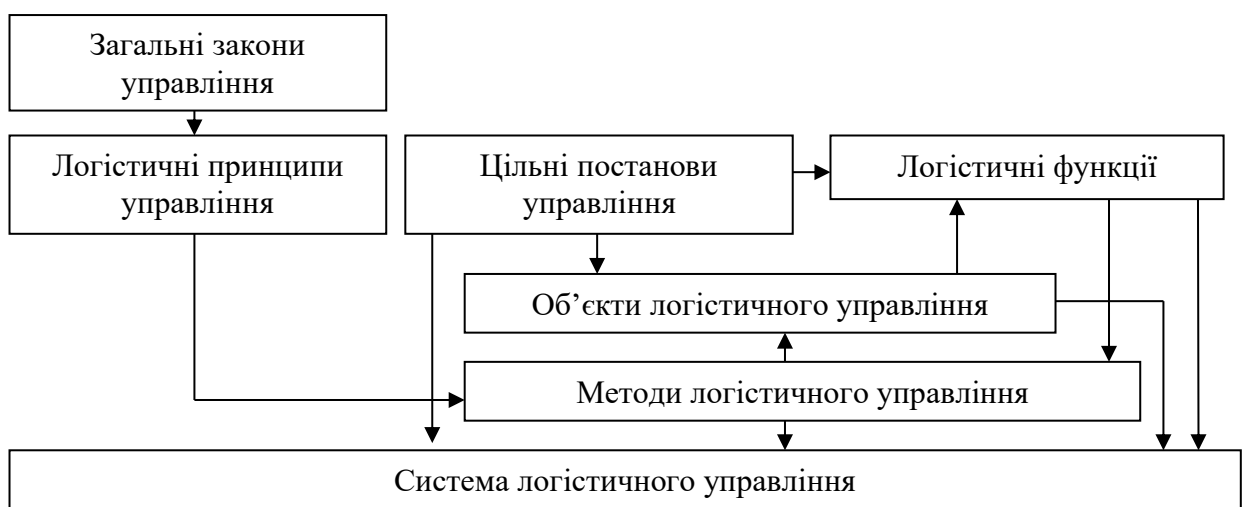 Загальні закони
управління
Логістичні принципи
управління
Цільні постанови
управління
Логістичні функції
Об’єкти логістичного управління
Методи логістичного управління
Система логістичного управління